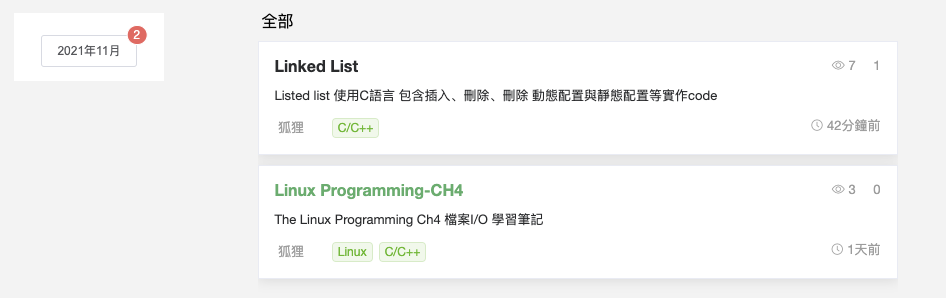 2021年11月
2
全部
Linked List
7 1
Listed list 使用C語言 包含插入、刪除、刪除 動態配置與靜態配置等實作code
狐狸 C/C++ 42分鐘前
Linux Programming-CH4
3 0
The Linux Programming Ch4 檔案I/O 學習筆記
狐狸 Linux C/C++ 1天前